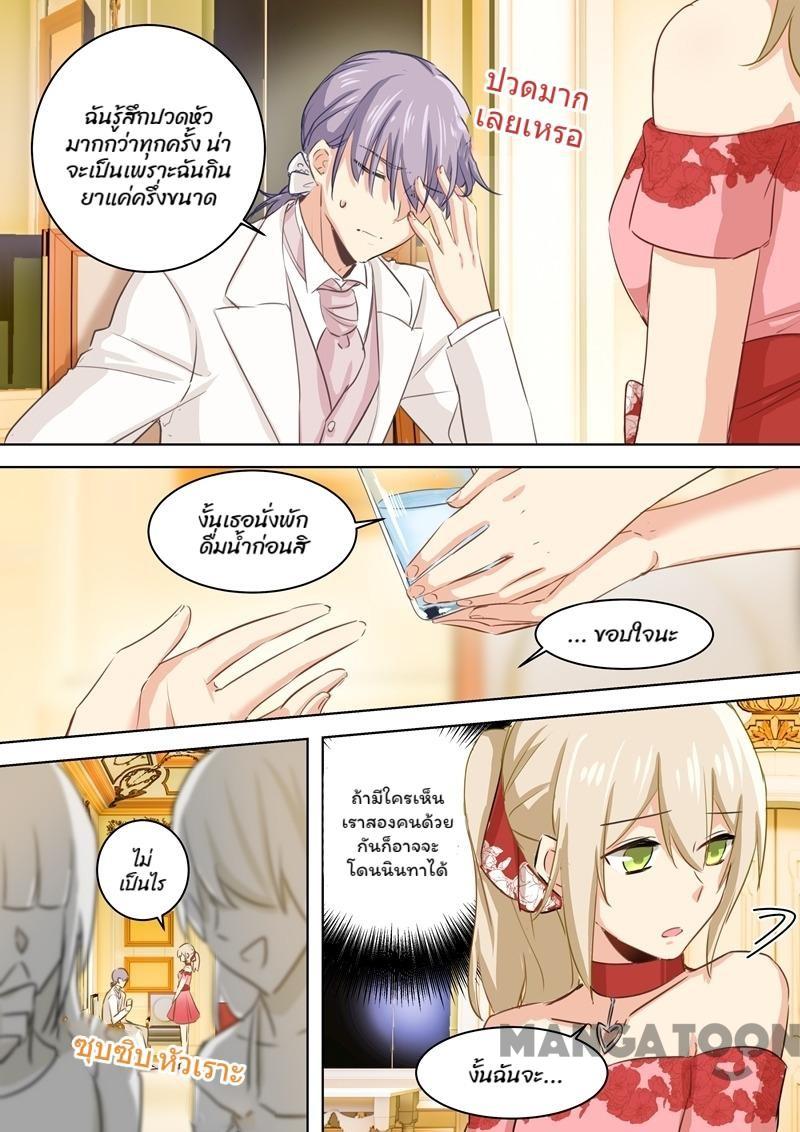 ฉันรู้สึกปวดหัว
มากกว่าทุกครั้ง น่า
จะเป็นเพราะฉันกิน
ยาแค่ครึ่งขนาด
ปวดมาก
เลยเหรอ
งั้นเธอนั่งพัก
ดื่มน้ำก่อนสิ
... ขอบใจนะ
ไม่
เป็นไร
ซุบซิบหัวเราะ
ถ้ามีใครเห็น
เราสองคนด้วย
กันก็อาจจะ
โดนนินทาได้
งั้นฉันจะ...
MANGATOON